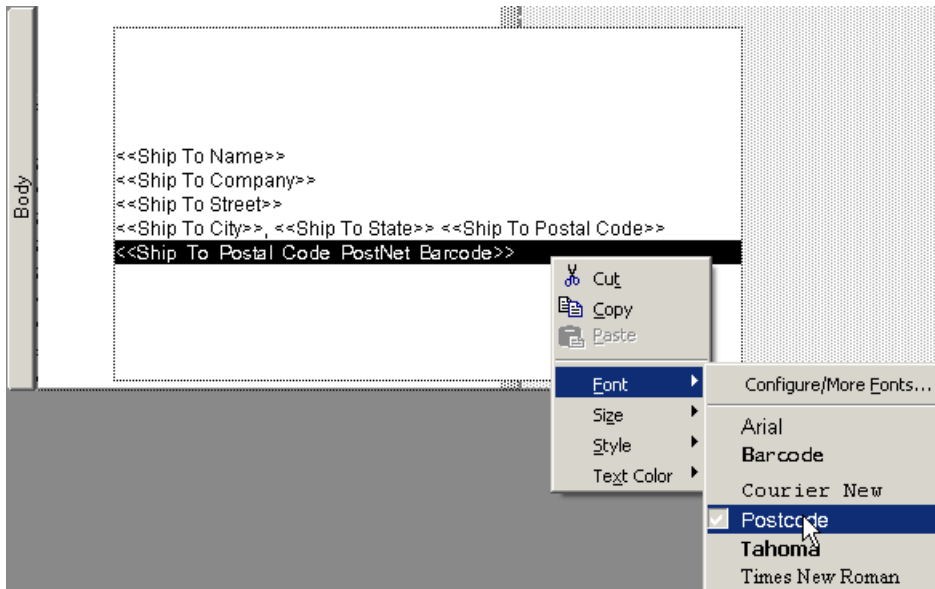 Body
<<Ship To Name>>
<<Ship To Company>>
<<Ship To Street>>
<<Ship To City>>, <<Ship To State>> <<Ship To Postal Code>>
<<Ship To Postal Code PostNet Barcode>>
Cut
Copy
Paste
Font
Size
Style
Text Color
Configure/More Fonts...
Arial
Barcode
Courier New
Postcode
Tahoma
Times New Roman